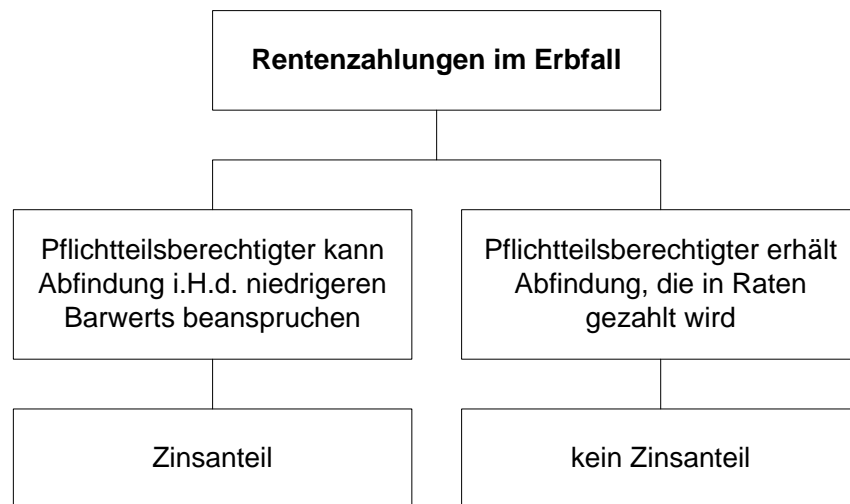 Rentenzahlungen im Erbfall
Pflichtteilsberechtigter kann
Abfindung i.H.d. niedrigeren
Barwerts beanspruchen
Pflichtteilsberechtigter erhält
Abfindung, die in Raten
gezahlt wird
Zinsanteil
kein Zinsanteil